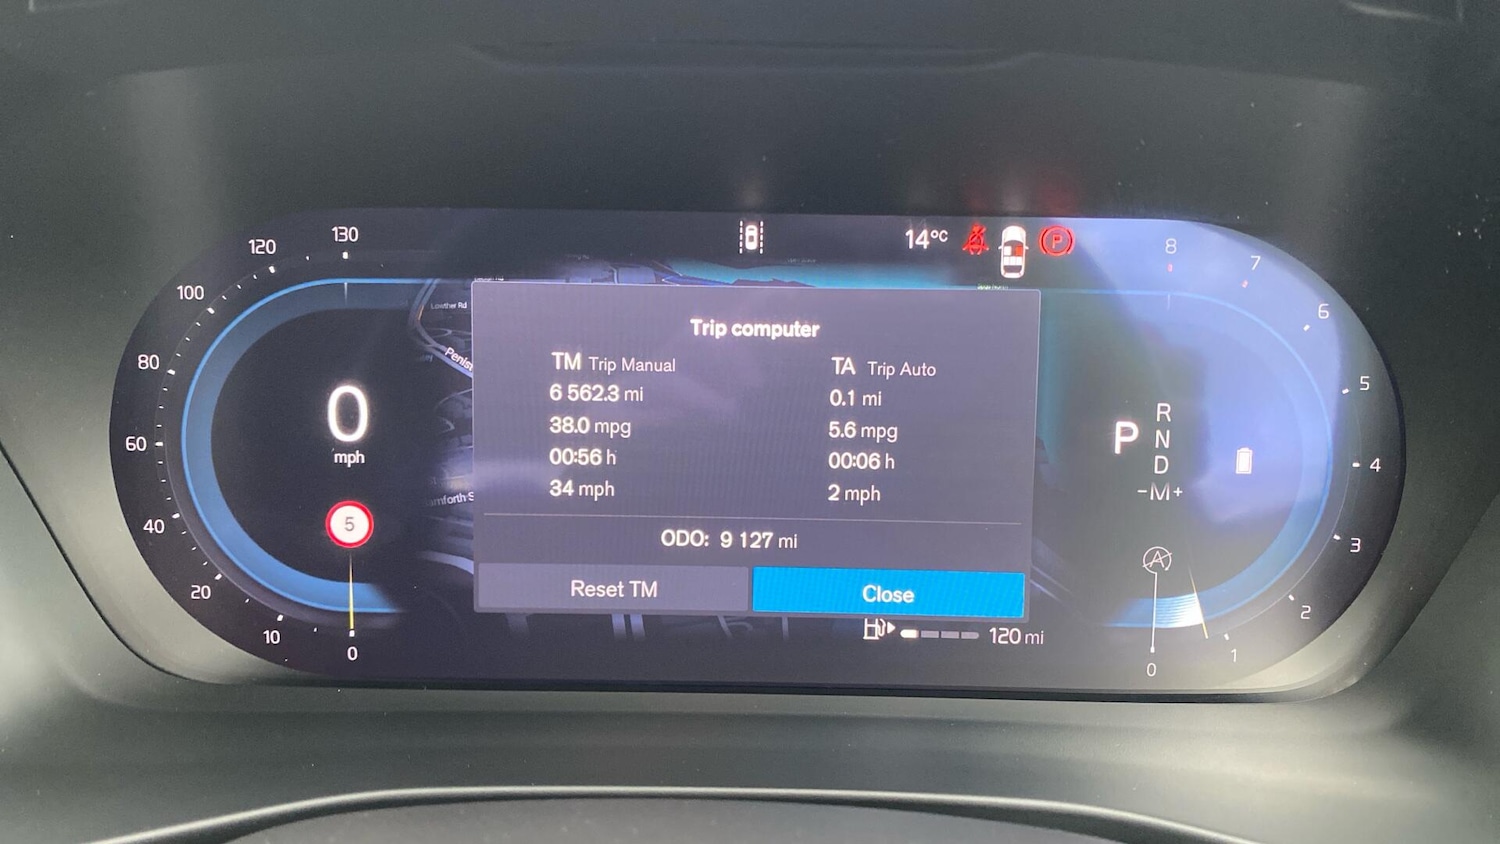 130
120
100
80
60
40
20
10
0
0
mph
5
Lowther Rd
14°C
P
8
7
6
5
4
3
2
1
0
Trip computer
TM Trip Manual
6 562.3 mi
38.0 mpg
00:56 h
34 mph
TA Trip Auto
0.1 mi
5.6 mpg
00:06 h
2 mph
ODO: 9 127 mi
Reset TM
Close
120 mi
P
R
N
D
-M+
A